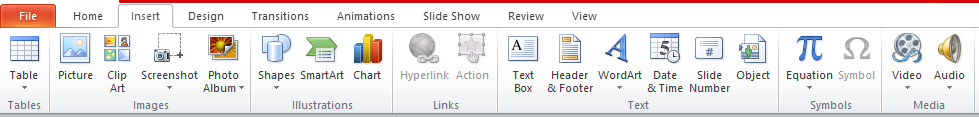 File Home Insert Design Transitions Animations Slide Show Review View
Table Picture Clip Art Screenshot Photo Album Shapes SmartArt Chart Hyperlink Action Text Box Header & Footer WordArt Date & Time Slide Number Object Equation Symbol Video Audio
Tables Images Illustrations Links Text Symbols Media